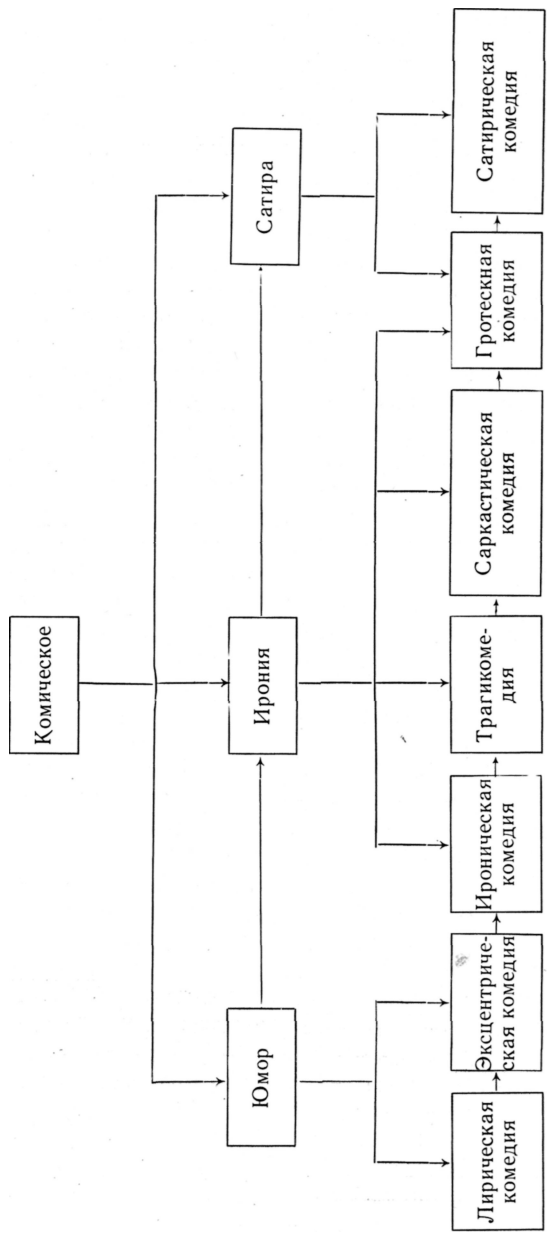 Комическое
Юмор
Ирония
Сатира
Лирическая
комедия
Эксцентриче-
ская комедия
Ироническая
комедия
Трагикоме-
дия
Саркастическая
комедия
Гротескная
комедия
Сатирическая
комедия